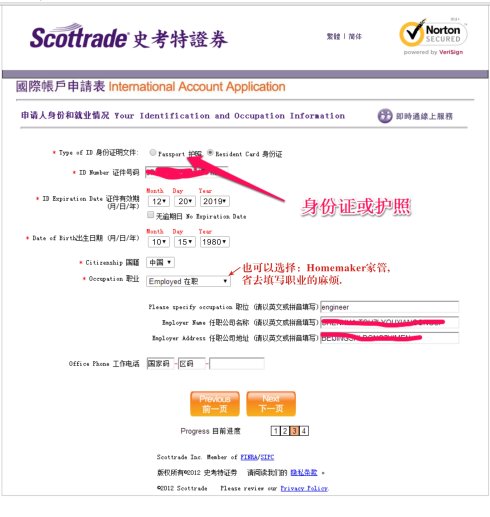 Scottrade 史考特證券
繁體 | 简体
Norton
SECURED
powered by VeriSign
國際帳戶申請表 International Account Application
申请人身份和就业情况 Your Identification and Occupation Information
即時通線上服務
* Type of ID 身份证明文件: Passport 护照 Resident Card 身份证
* ID Number 证件号码
身份证或护照
Month Day Year
* ID Expiration Date 证件有效期 (月/日/年) 12 20 2019
无逾期日 No Expiration Date
Month Day Year
* Date of Birth出生日期 (月/日/年) 10 15 1980
* Citizenship 国籍 中國
* Occupation 职业 Employed 在职
也可以选择：Homemaker家管,
省去填写职业的麻烦.
Please specify occupation 职位 (请以英文或拼音填写) engineer
Employer Name 任职公司名称 (请以英文或拼音填写)
Employer Address 任职公司地址 (请以英文或拼音填写)
Office Phone 工作电话 国家码 - 区码 -
Previous
前一页
Next
下一页
Progress 目前进度 1 2 3 4
Scottrade Inc. Member of FINRA/SIPC
版权所有©2012 史考特证券 请阅读我们的 隐私条款 。
©2012 Scottrade Please review our Privacy Policy.